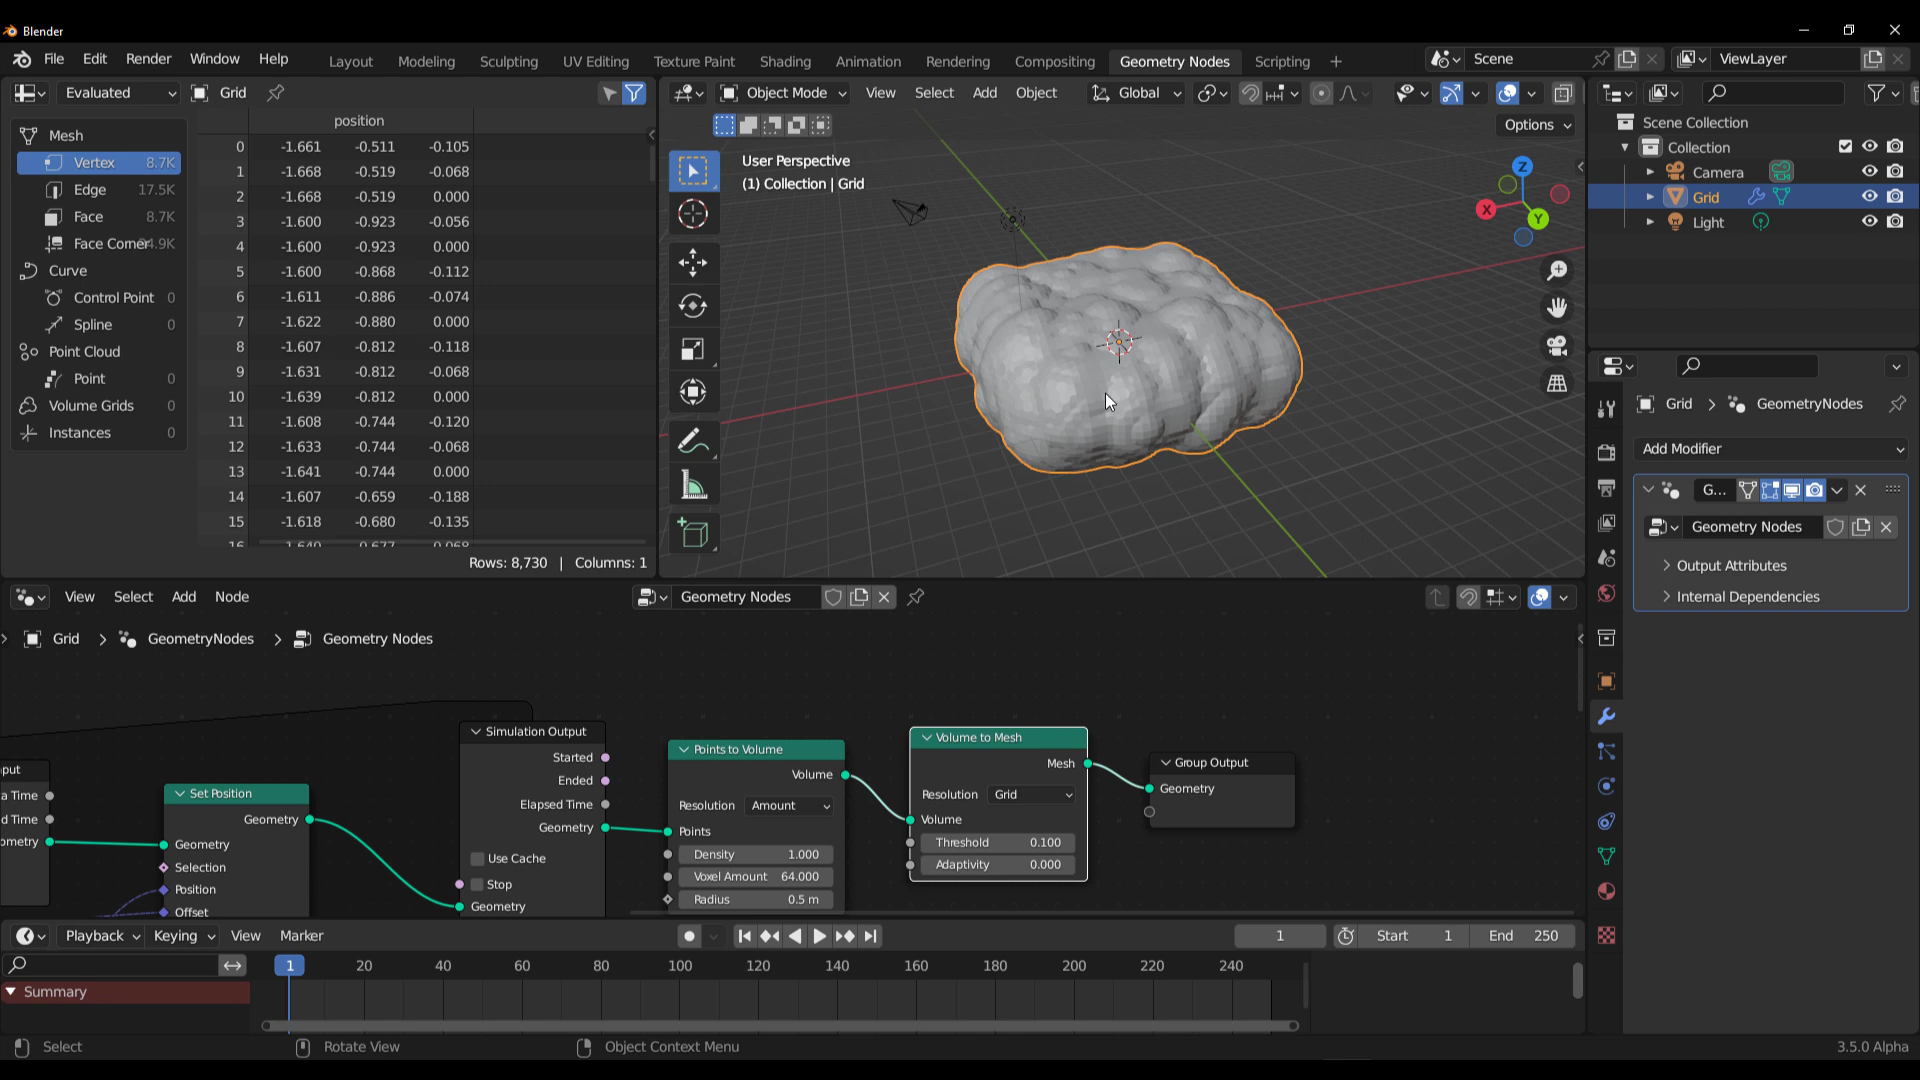 Blender
File Edit Render Window Help Layout Modeling Sculpting UV Editing Texture Paint Shading Animation Rendering Compositing Geometry Nodes Scripting + Scene ViewLayer
Evaluated Grid
position
Mesh
Vertex 8.7K
Edge 17.5K
Face 8.7K
Face Corner
Curve
Control Point 0
Spline 0
Point Cloud
Point 0
Volume Grids 0
Instances 0
0 -1.661 -0.511 -0.105
1 -1.668 -0.519 -0.068
2 -1.668 -0.519 0.000
3 -1.600 -0.923 -0.056
4 -1.600 -0.923 0.000
5 -1.600 -0.868 -0.112
6 -1.611 -0.886 -0.074
7 -1.622 -0.880 0.000
8 -1.607 -0.812 -0.118
9 -1.631 -0.812 -0.068
10 -1.639 -0.812 0.000
11 -1.608 -0.744 -0.120
12 -1.633 -0.744 -0.068
13 -1.641 -0.744 0.000
14 -1.607 -0.659 -0.188
15 -1.618 -0.680 -0.135
Rows: 8,730 | Columns: 1
Object Mode View Select Add Object Global
Options
User Perspective
(1) Collection | Grid
Z
X
Y
Scene Collection
Collection
Camera
Grid
Light
Grid > GeometryNodes
Add Modifier
G...
Geometry Nodes
> Output Attributes
> Internal Dependencies
View Select Add Node Geometry Nodes
Grid > GeometryNodes > Geometry Nodes
put
a Time
d Time
ometry
Set Position
Geometry
Geometry
Selection
Position
Offset
Simulation Output
Started
Ended
Elapsed Time
Geometry
Use Cache
Stop
Geometry
Points to Volume
Volume
Resolution Amount
Points
Density 1.000
Voxel Amount 64.000
Radius 0.5 m
Volume to Mesh
Mesh
Resolution Grid
Volume
Threshold 0.100
Adaptivity 0.000
Group Output
Geometry
Playback Keying View Marker 1 Start 1 End 250
1 20 40 60 80 100 120 140 160 180 200 220 240
Summary
Select Rotate View Object Context Menu 3.5.0 Alpha